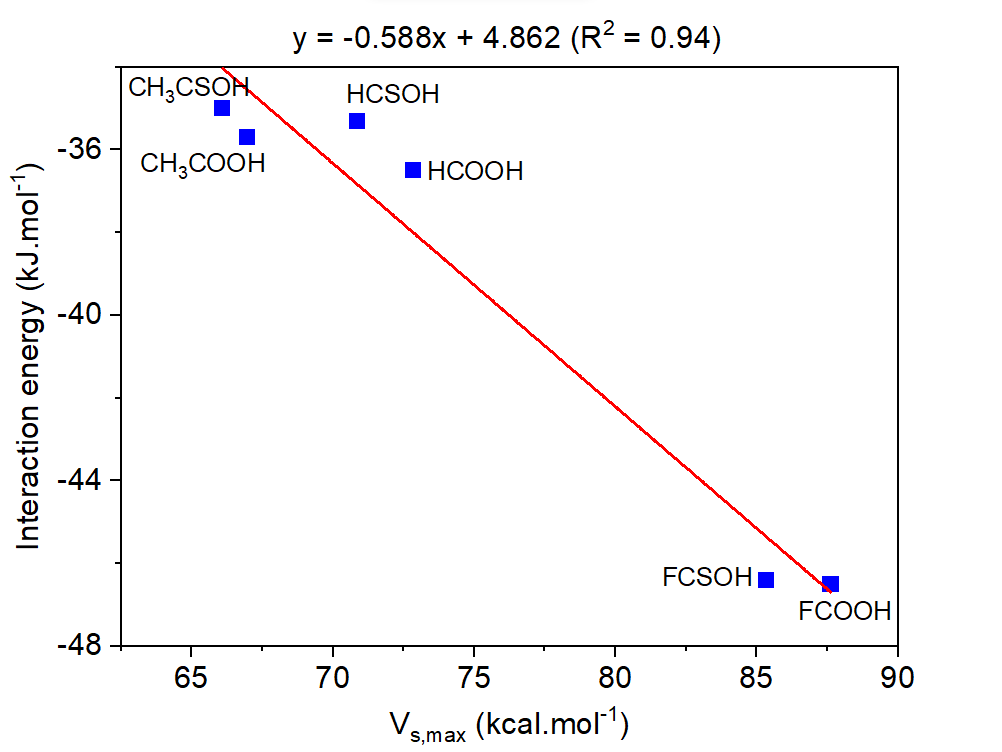 y = -0.588x + 4.862 (R² = 0.94)
CH₃CSOH
HCSOH
CH₃COOH
HCOOH
FCSOH
FCOOH
-36
-40
-44
-48
65 70 75 80 85 90
Interaction energy (kJ.mol⁻¹)
Vₛ,ₘₐₓ (kcal.mol⁻¹)